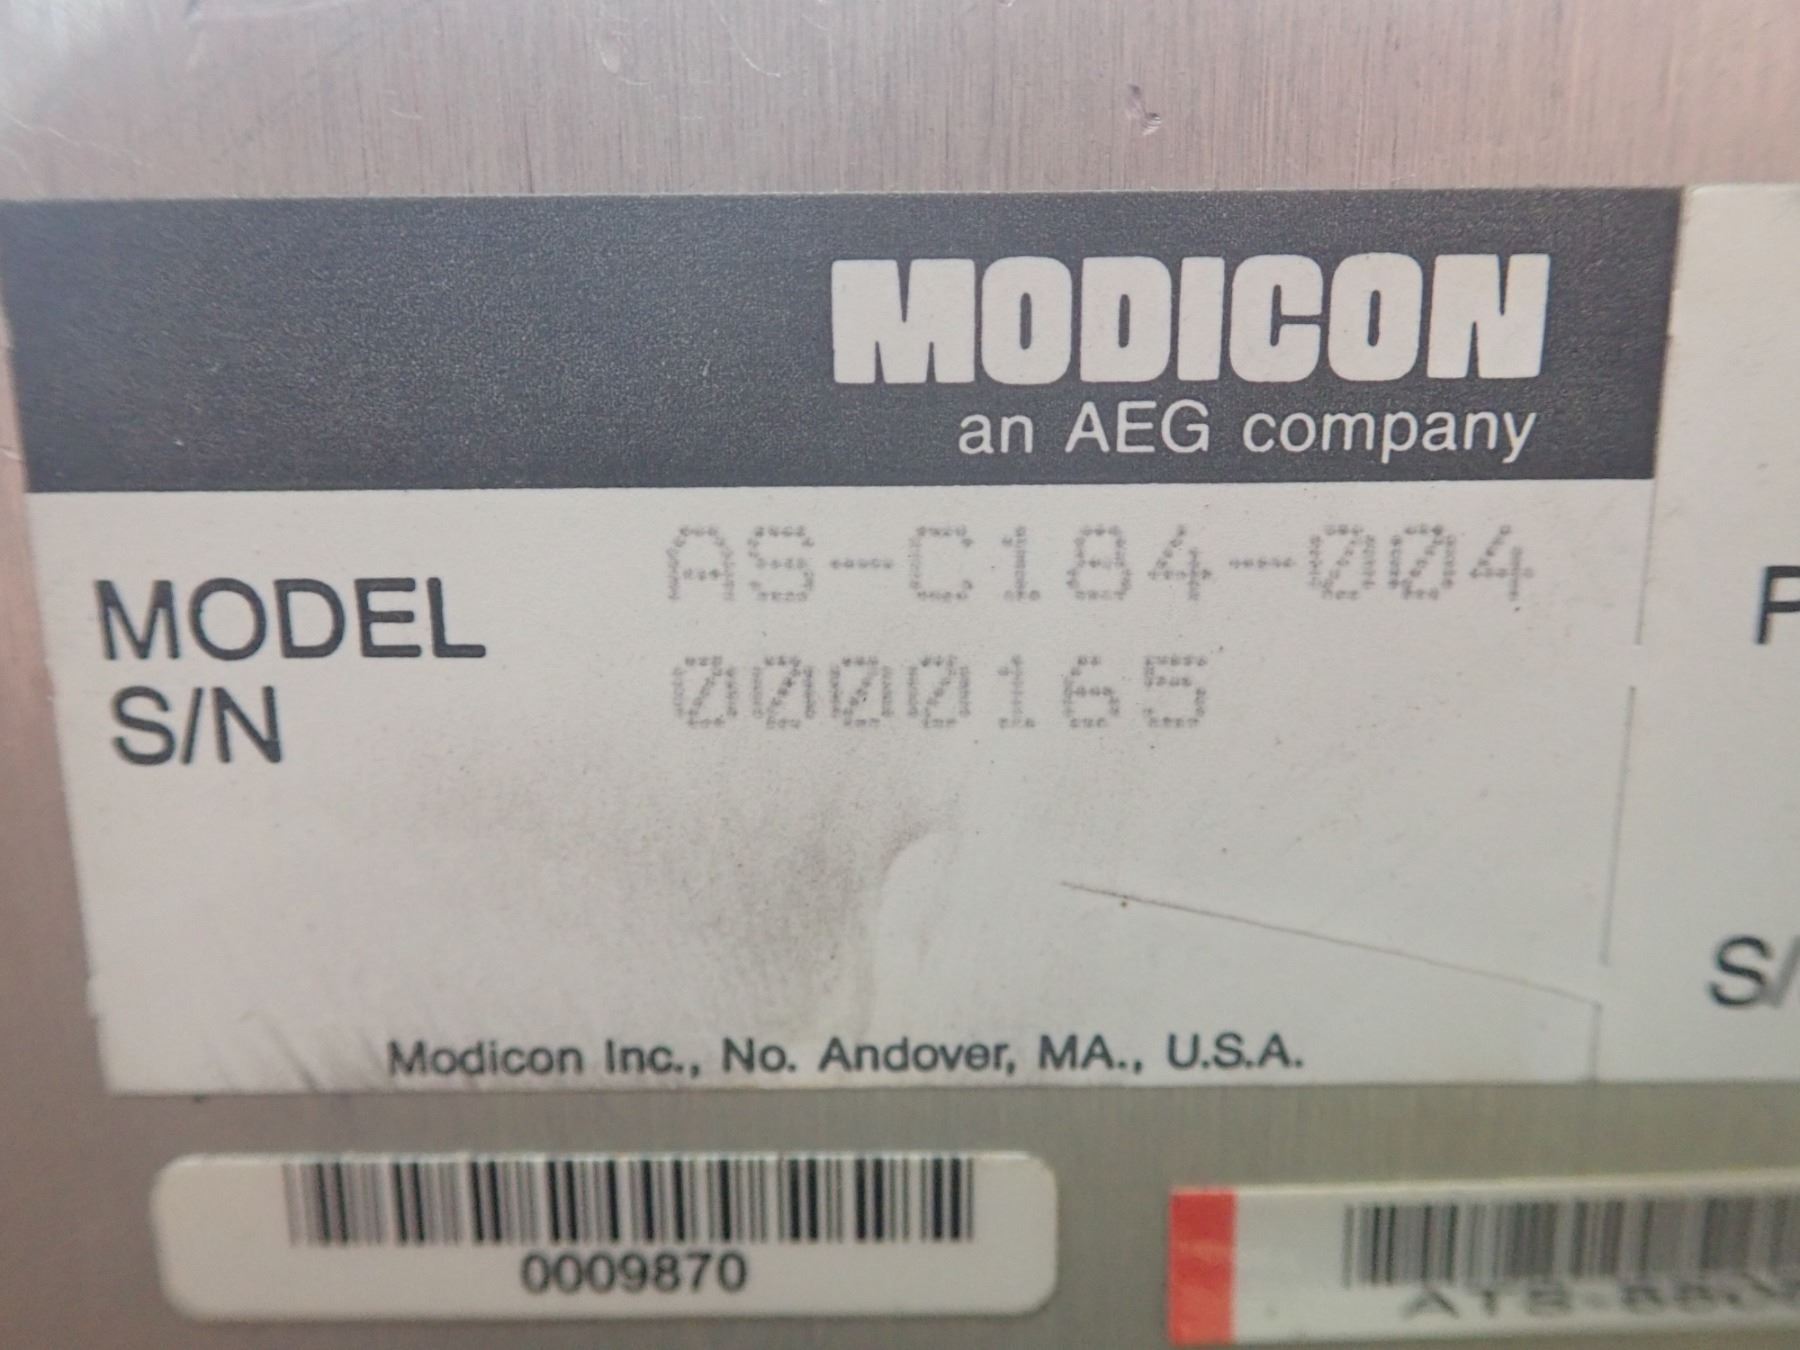 MODICON
an AEG company
MODEL AS-C184-004
S/N 0000165
Modicon Inc., No. Andover, MA., U.S.A.
0009870
P
S/